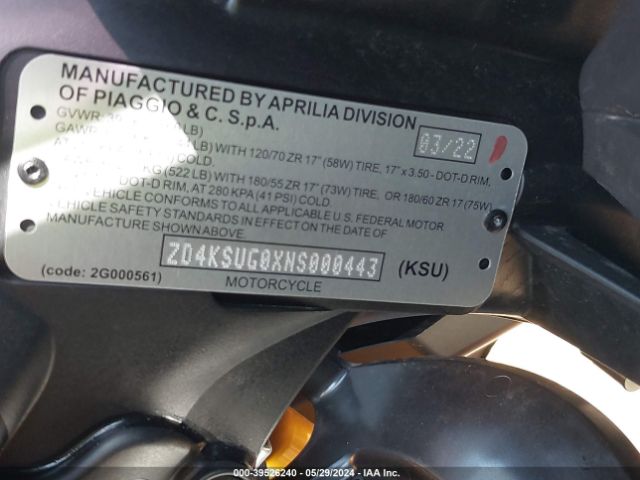 MANUFACTURED BY APRILIA DIVISION
OF PIAGGIO & C. S.p.A.
03/22
GVWR LB)
GAWR LB) WITH 120/70 ZR 17" (58W) TIRE, 17" x 3.50 - DOT-D RIM,
AT COLD.
KG (522 LB) WITH 180/55 ZR 17" (73W) TIRE, OR 180/60 ZR 17 (75W)
DOT-D RIM, AT 280 KPA (41 PSI) COLD.
VEHICLE CONFORMS TO ALL APPLICABLE U.S. FEDERAL MOTOR
VEHICLE SAFETY STANDARDS IN EFFECT ON THE DATE OF
MANUFACTURE SHOWN ABOVE.
ZD4KSUG0XNS000443
(KSU)
(code: 2G000561)
MOTORCYCLE
000-39526240 - 05/29/2024 - IAA Inc.